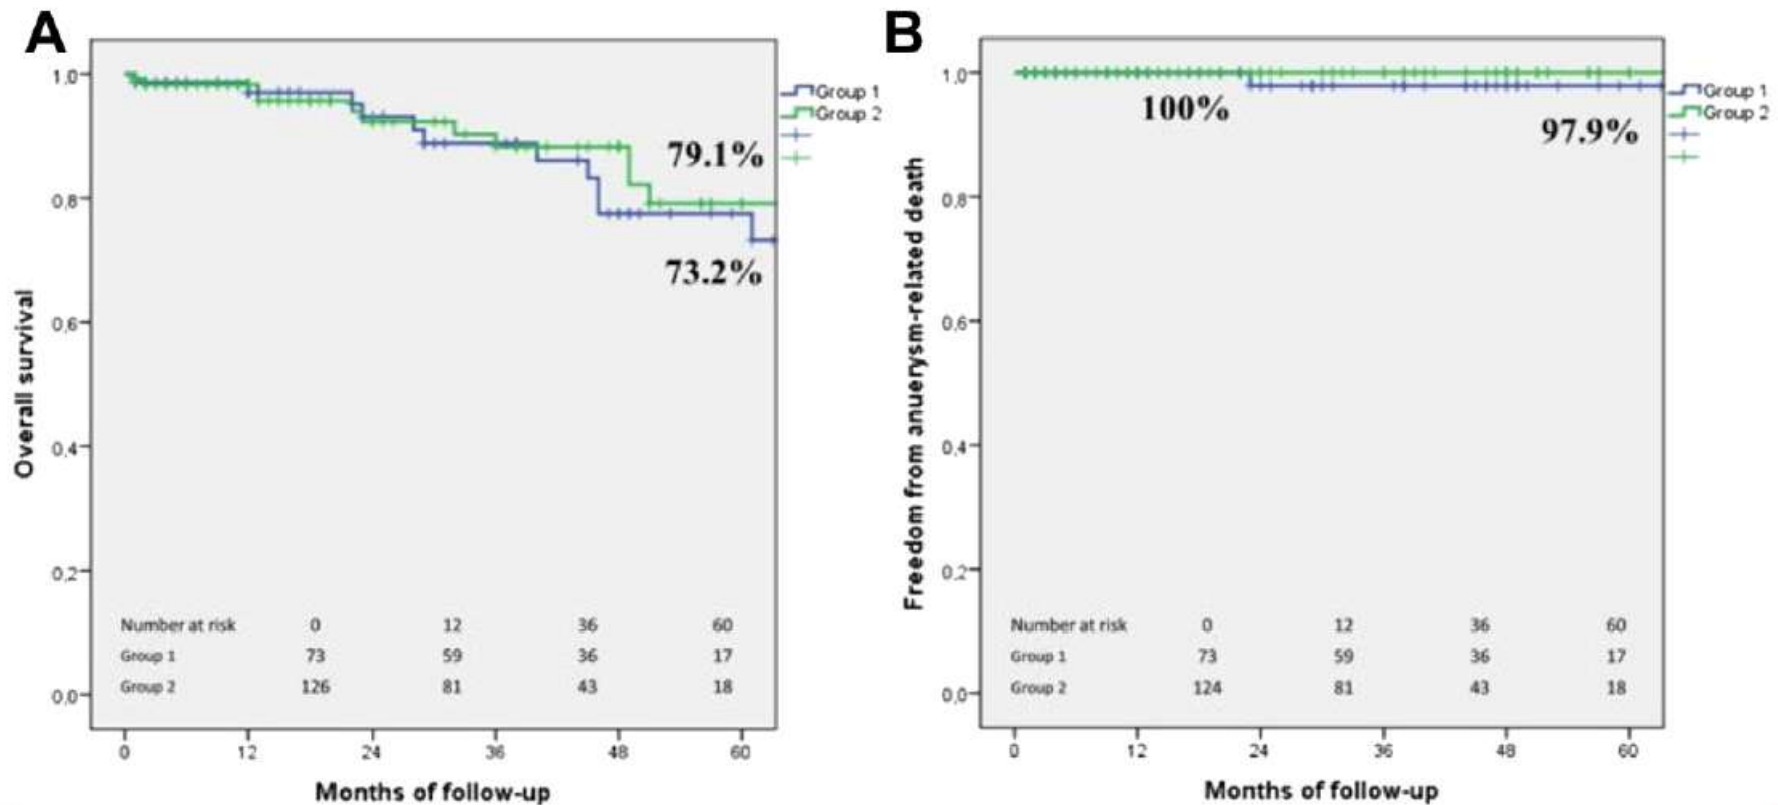 A
Overall survival
1,0
0,8
0,6
0,4
0,2
0,0
Group 1
Group 2
79.1%
73.2%
Number at risk 0 12 36 60
Group 1 73 59 36 17
Group 2 126 81 43 18
0 12 24 36 48 60
Months of follow-up
B
Freedom from anuerysm-related death
1,0
0,8
0,6
0,4
0,2
0,0
Group 1
Group 2
100%
97.9%
Number at risk 0 12 36 60
Group 1 73 59 36 17
Group 2 124 81 43 18
0 12 24 36 48 60
Months of follow-up